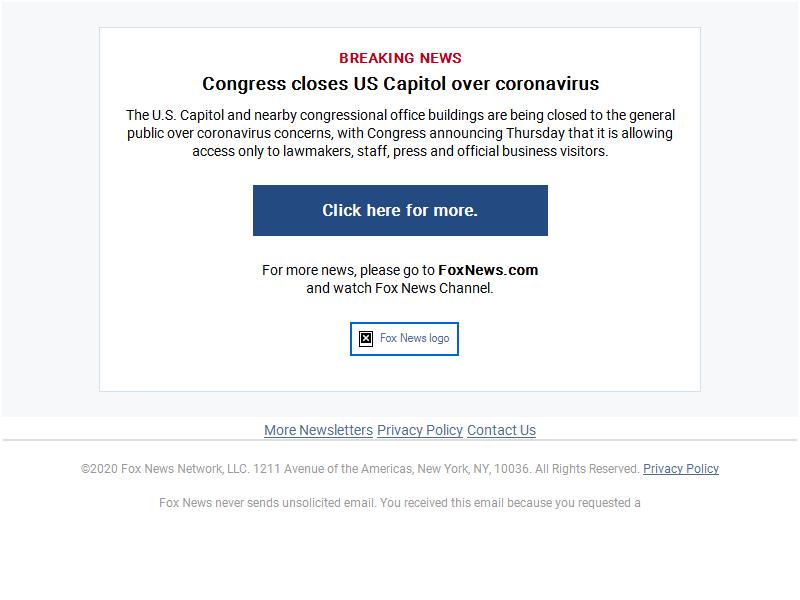 BREAKING NEWS
Congress closes US Capitol over coronavirus
The U.S. Capitol and nearby congressional office buildings are being closed to the general
public over coronavirus concerns, with Congress announcing Thursday that it is allowing
access only to lawmakers, staff, press and official business visitors.
Click here for more.
For more news, please go to FoxNews.com
and watch Fox News Channel.
Fox News logo
More Newsletters Privacy Policy Contact Us
©2020 Fox News Network, LLC. 1211 Avenue of the Americas, New York, NY, 10036. All Rights Reserved. Privacy Policy
Fox News never sends unsolicited email. You received this email because you requested a